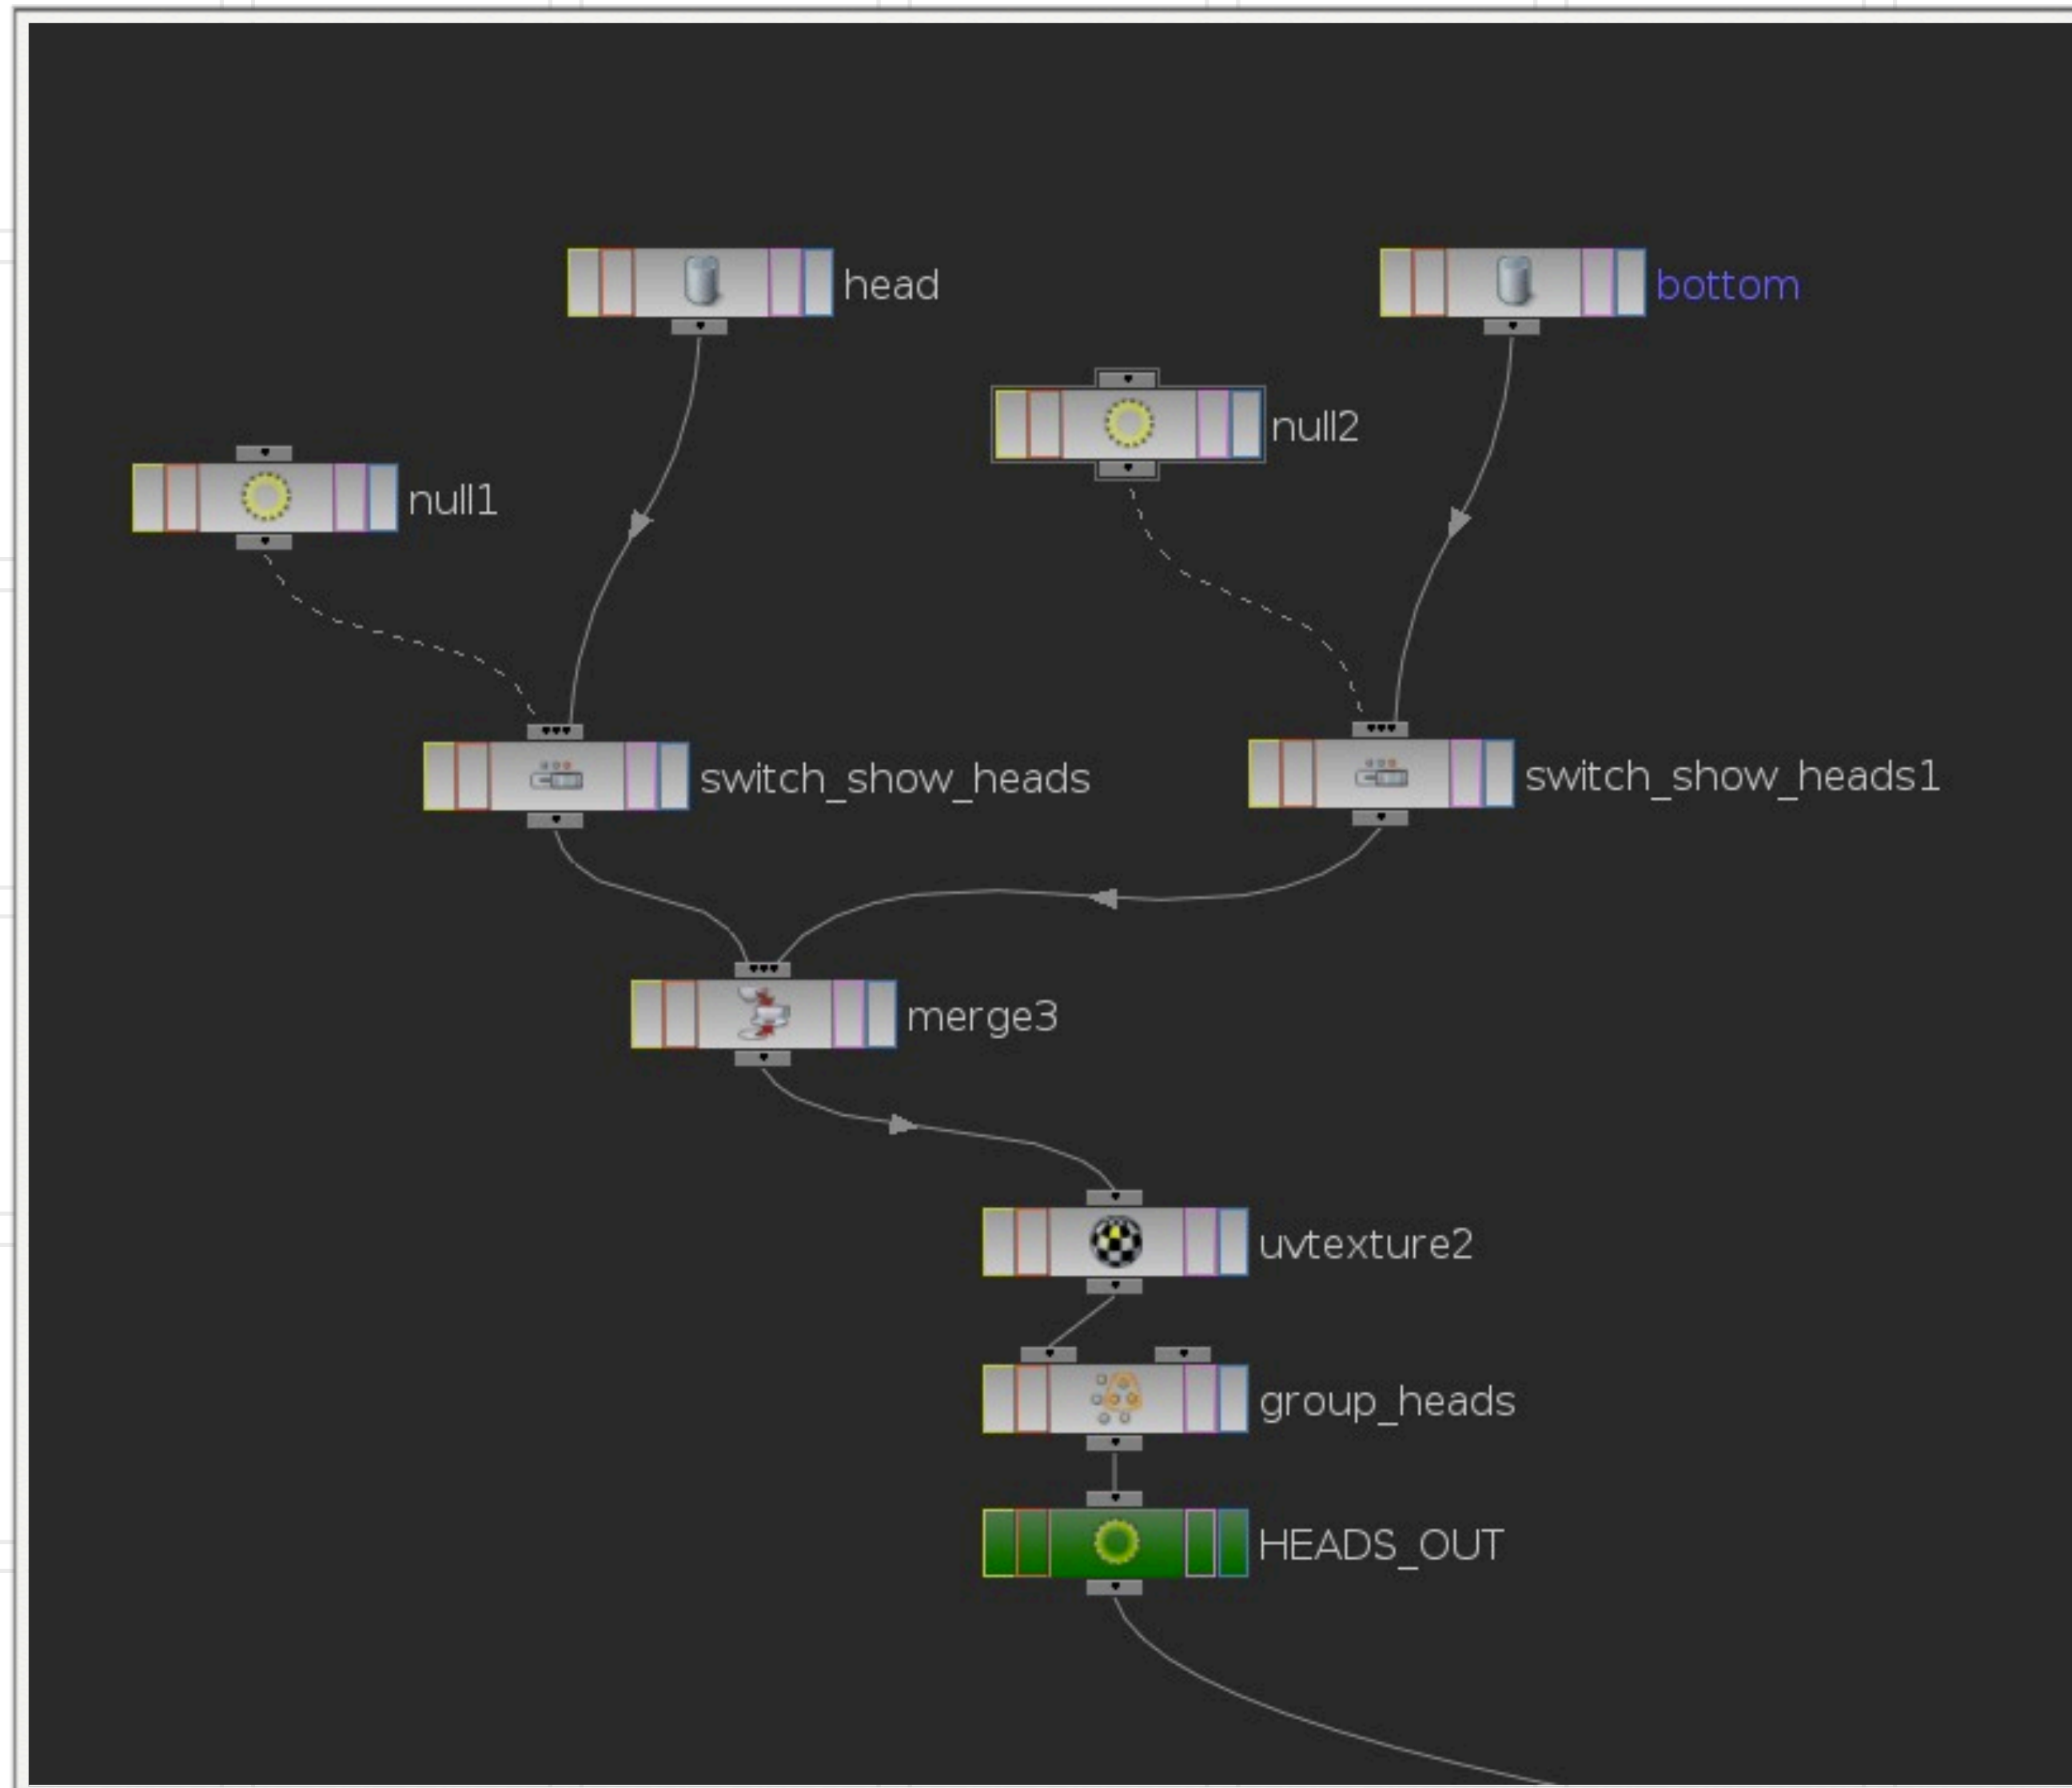 head
bottom
null2
null1
switch_show_heads
switch_show_heads1
merge3
uvtexture2
group_heads
HEADS_OUT